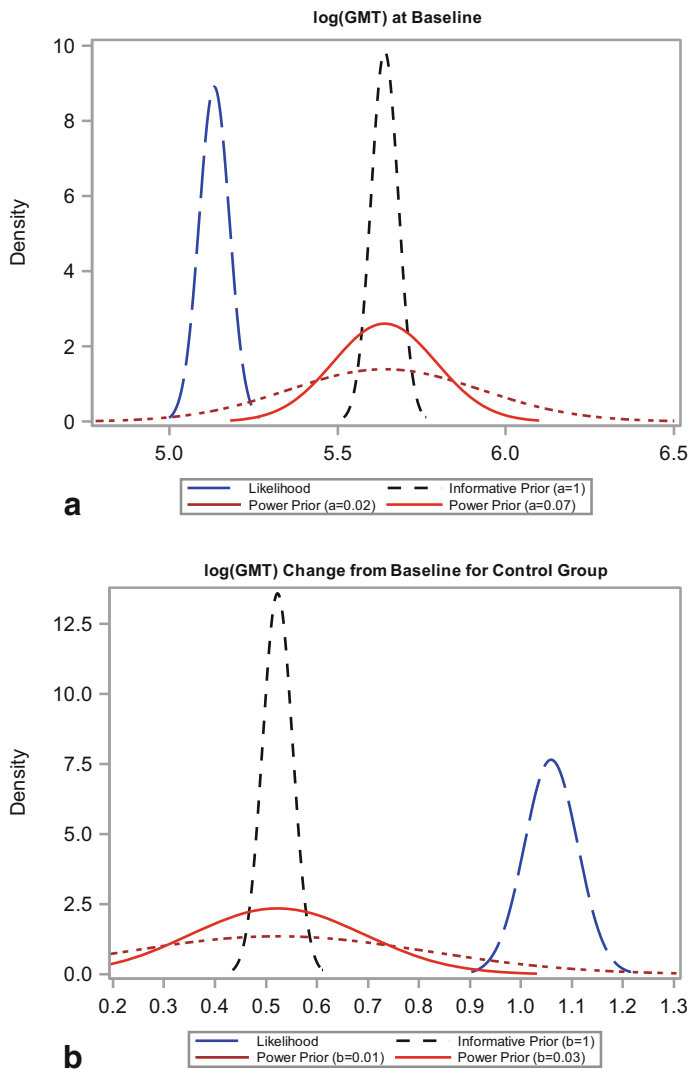 log(GMT) at Baseline
10
8
6
4
2
0
Density
5.0 5.5 6.0 6.5
Likelihood Informative Prior (a=1)
Power Prior (a=0.02) Power Prior (a=0.07)
a
log(GMT) Change from Baseline for Control Group
12.5
10.0
7.5
5.0
2.5
0.0
Density
0.2 0.3 0.4 0.5 0.6 0.7 0.8 0.9 1.0 1.1 1.2 1.3
Likelihood Informative Prior (b=1)
Power Prior (b=0.01) Power Prior (b=0.03)
b